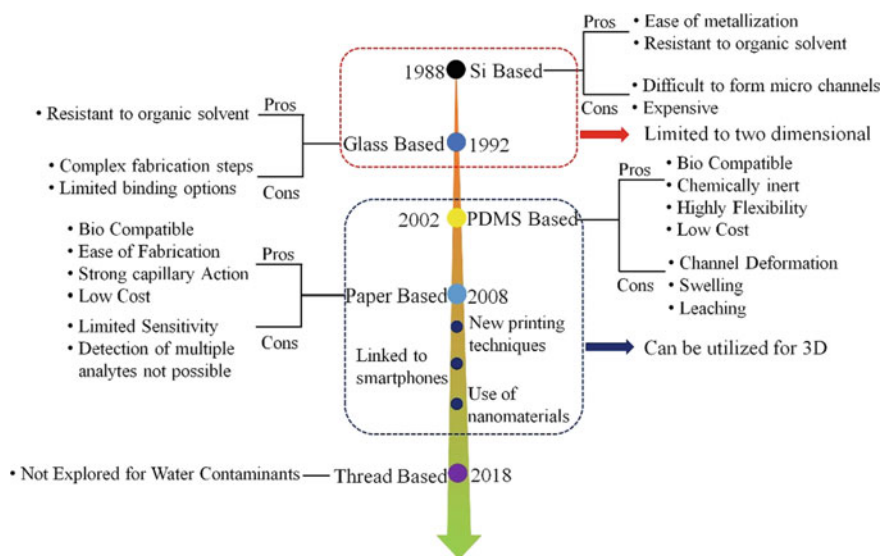 Pros
• Ease of metallization
• Resistant to organic solvent
1988
Si Based
• Difficult to form micro channels
Cons
• Expensive
Limited to two dimensional
Pros
• Resistant to organic solvent
Glass Based
1992
• Complex fabrication steps
• Limited binding options
Cons
Pros
• Bio Compatible
• Chemically inert
• Highly Flexibility
• Low Cost
2002
PDMS Based
• Channel Deformation
Cons
• Swelling
• Leaching
• Bio Compatible
• Ease of Fabrication
Pros
• Strong capillary Action
• Low Cost
Paper Based
2008
• Limited Sensitivity
Cons
• Detection of multiple
analytes not possible
New printing
techniques
Linked to
smartphones
Use of
nanomaterials
Can be utilized for 3D
• Not Explored for Water Contaminants
Thread Based
2018